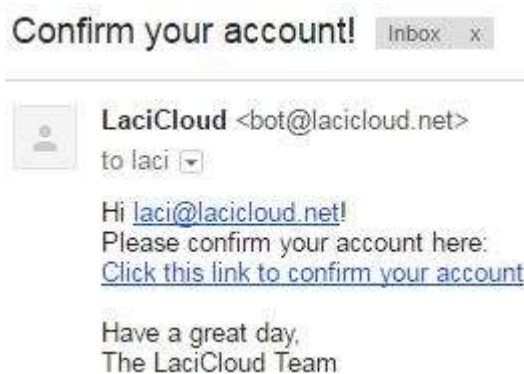 Confirm your account! Inbox x
LaciCloud <bot@lacicloud.net>
to laci
Hi laci@lacicloud.net!
Please confirm your account here:
Click this link to confirm your account
Have a great day,
The LaciCloud Team